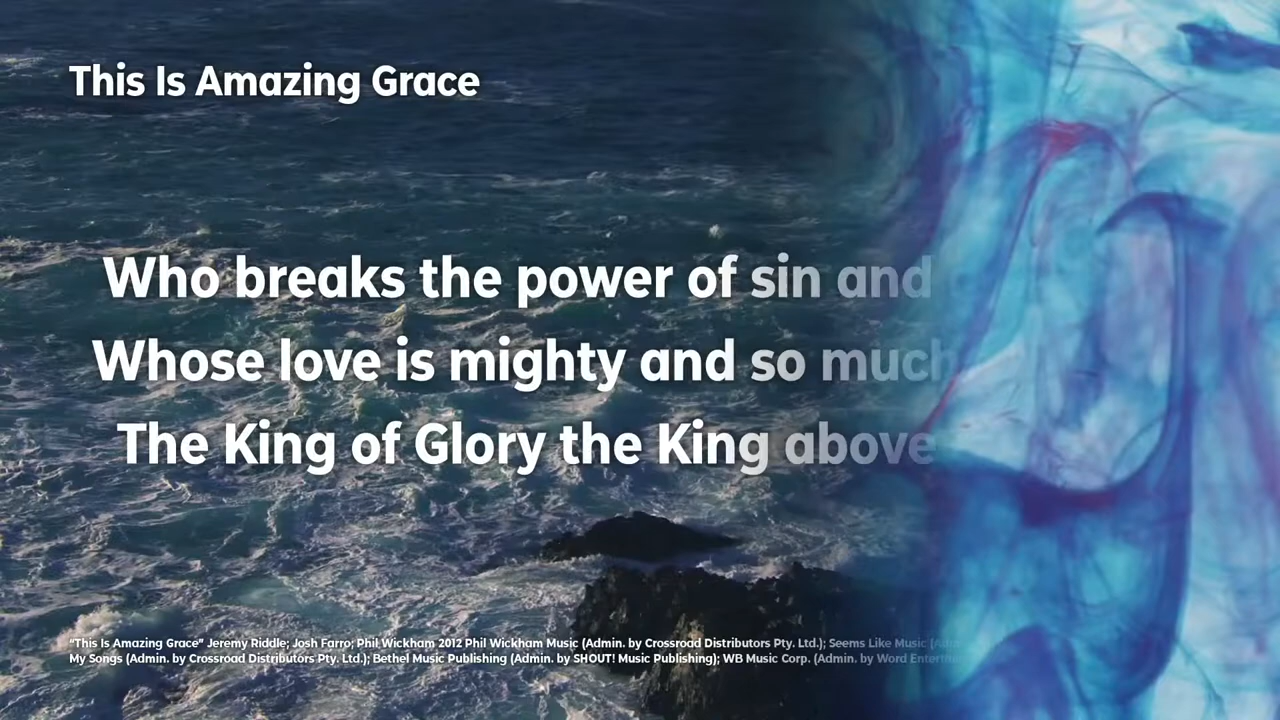 This Is Amazing Grace
Who breaks the power of sin and
Whose love is mighty and so much
The King of Glory the King above
"This Is Amazing Grace" Jeremy Riddle; Josh Farro; Phil Wickham 2012 Phil Wickham Music (Admin. by Crossroad Distributors Pty. Ltd.); Seems Like Music
My Songs (Admin. by Crossroad Distributors Pty. Ltd.); Bethel Music Publishing (Admin. by SHOUT! Music Publishing); WB Music Corp. (Admin. by Word